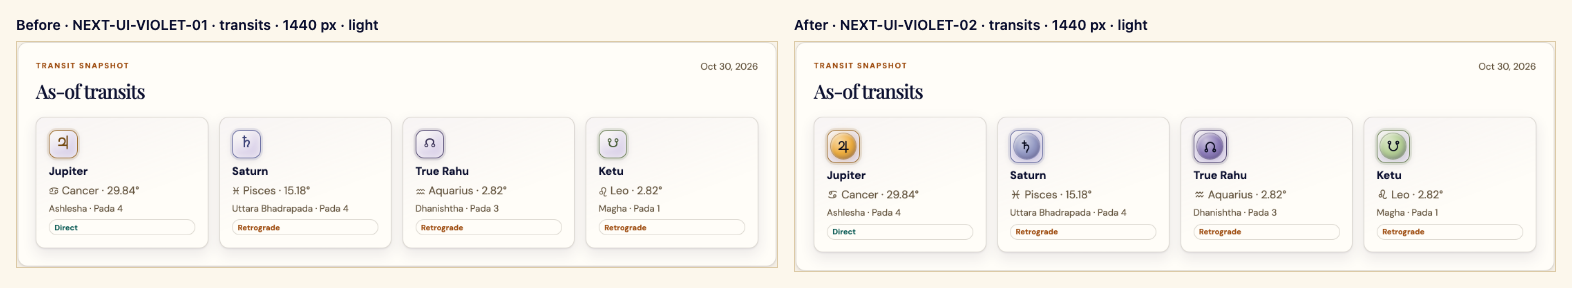 Before · NEXT-UI-VIOLET-01 · transits · 1440 px · light
TRANSIT SNAPSHOT
Oct 30, 2026
As-of transits
♃ ♄ ☊ ☋
Jupiter Saturn True Rahu Ketu
♋ Cancer · 29.84° ♓ Pisces · 15.18° ♒ Aquarius · 2.82° ♌ Leo · 2.82°
Ashlesha · Pada 4 Uttara Bhadrapada · Pada 4 Dhanishtha · Pada 3 Magha · Pada 1
Direct Retrograde Retrograde Retrograde
After · NEXT-UI-VIOLET-02 · transits · 1440 px · light
TRANSIT SNAPSHOT
Oct 30, 2026
As-of transits
♃ ♄ ☊ ☋
Jupiter Saturn True Rahu Ketu
♋ Cancer · 29.84° ♓ Pisces · 15.18° ♒ Aquarius · 2.82° ♌ Leo · 2.82°
Ashlesha · Pada 4 Uttara Bhadrapada · Pada 4 Dhanishtha · Pada 3 Magha · Pada 1
Direct Retrograde Retrograde Retrograde